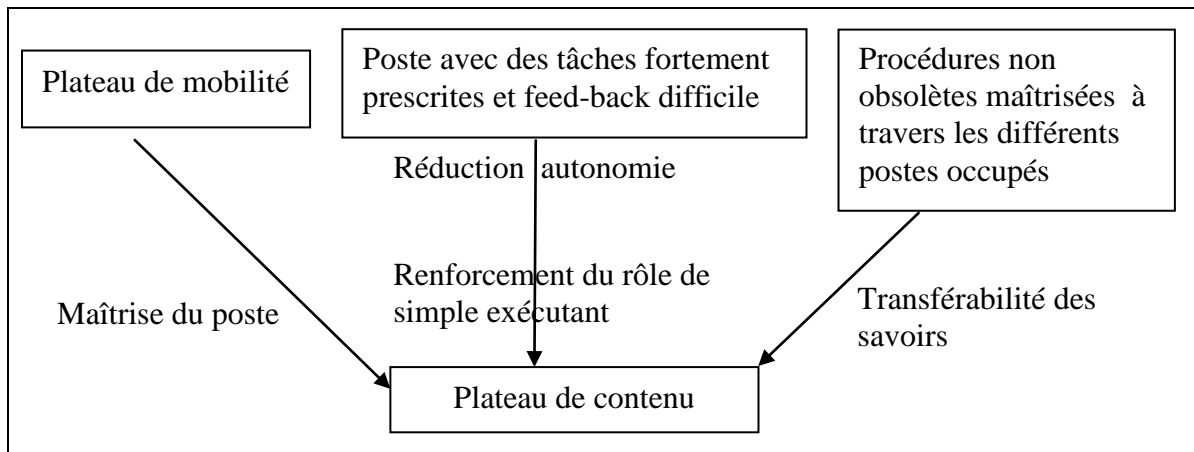 Plateau de mobilité
Poste avec des tâches fortement
prescrites et feed-back difficile
Procédures non
obsolètes maîtrisées à
travers les différents
postes occupés
Réduction autonomie
Renforcement du rôle de
simple exécutant
Maîtrise du poste
Transférabilité des
savoirs
Plateau de contenu